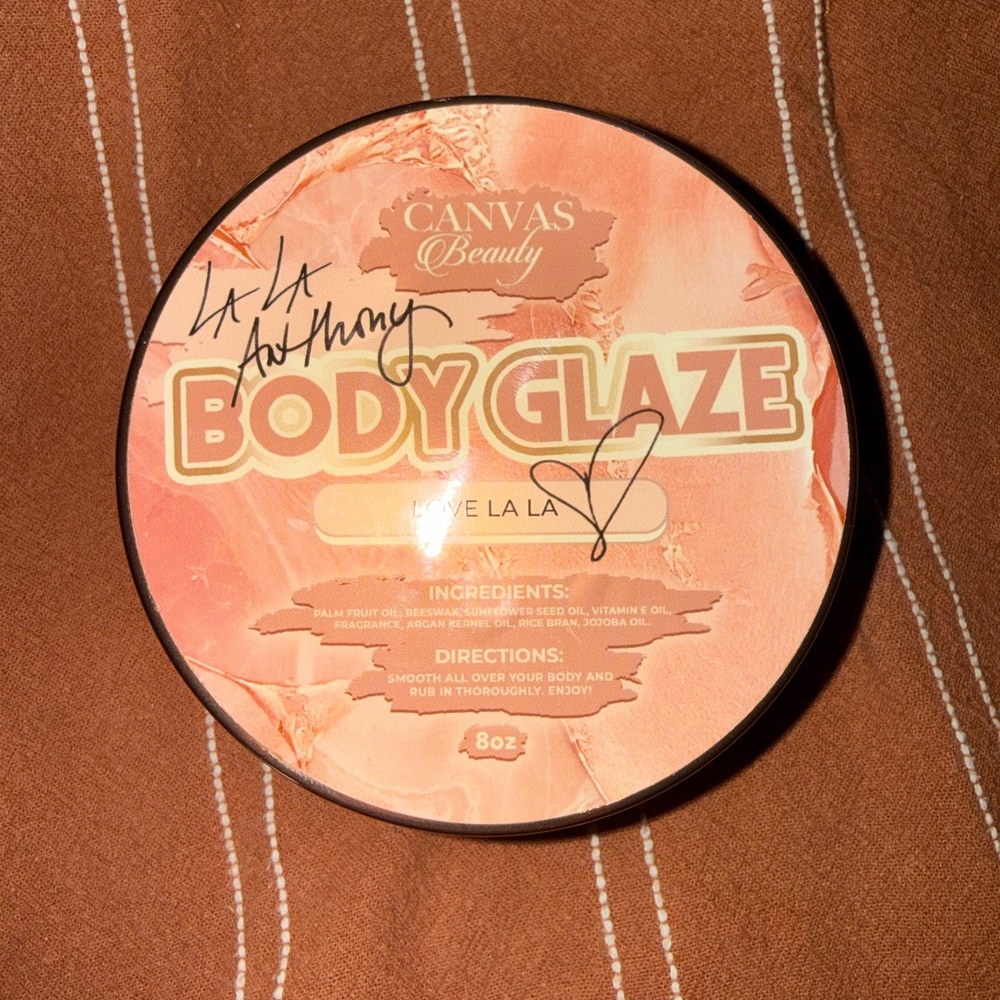 CANVAS
Beauty
LA LA
Anthony
BODY GLAZE
LOVE LA LA
INGREDIENTS:
PALM FRUIT OIL, BEESWAX, SUNFLOWER SEED OIL, VITAMIN E OIL,
FRAGRANCE, ARGAN KERNEL OIL, RICE BRAN, JOJOBA OIL.
DIRECTIONS:
SMOOTH ALL OVER YOUR BODY AND
RUB IN THOROUGHLY. ENJOY!
8oz